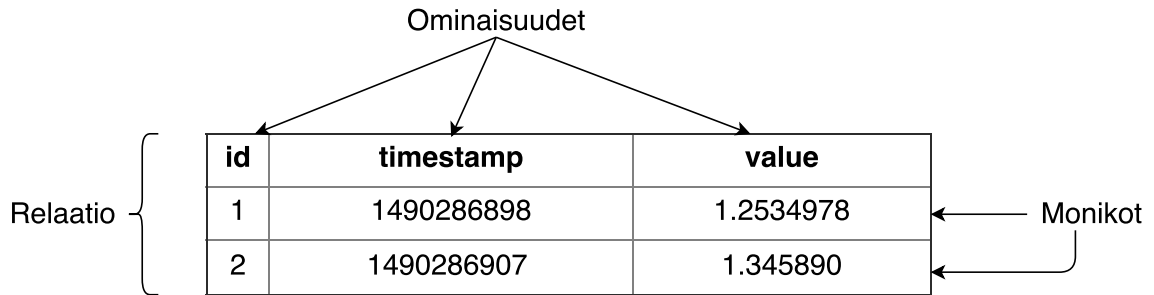 Ominaisuudet
id timestamp value
Relaatio 1 1490286898 1.2534978 Monikot
2 1490286907 1.345890